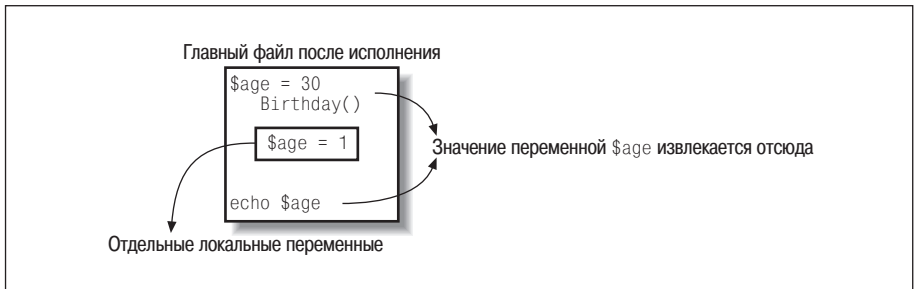 Главный файл после исполнения
$age = 30
Birthday()
$age = 1
Значение переменной $age извлекается отсюда
echo $age
Отдельные локальные переменные